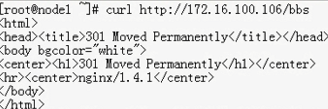 [root@node1 ~]# curl http://172.16.100.106/bbs
<html>
<head><title>301 Moved Permanently</title></head>
<body bgcolor="white">
<center><h1>301 Moved Permanently</h1></center>
<hr><center>nginx/1.4.1</center>
</body>
</html>